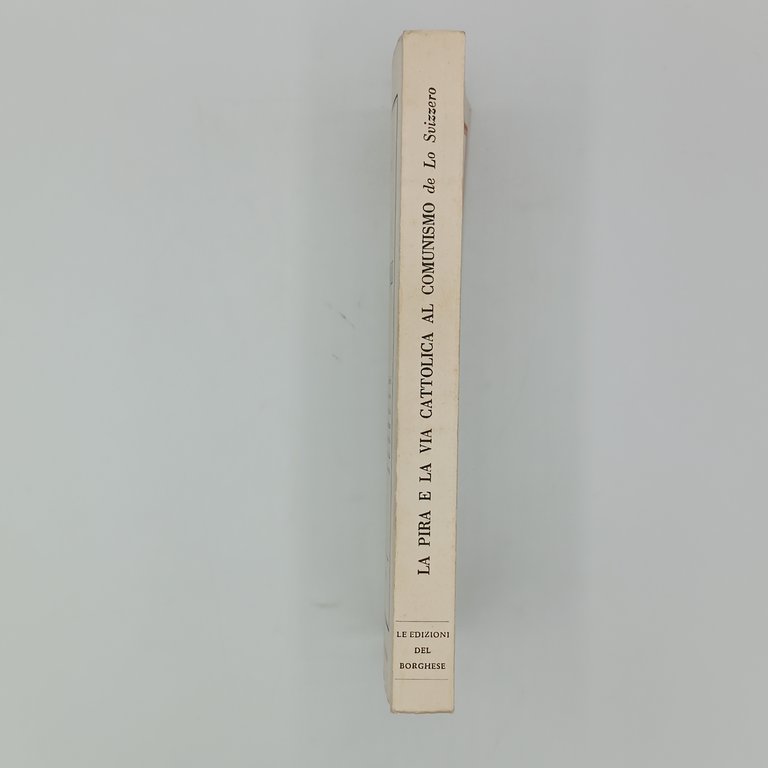 LA PIRA E LA VIA CATTOLICA AL COMUNISMO de Lo Svizzero
LE EDIZIONI
DEL
BORGHESE